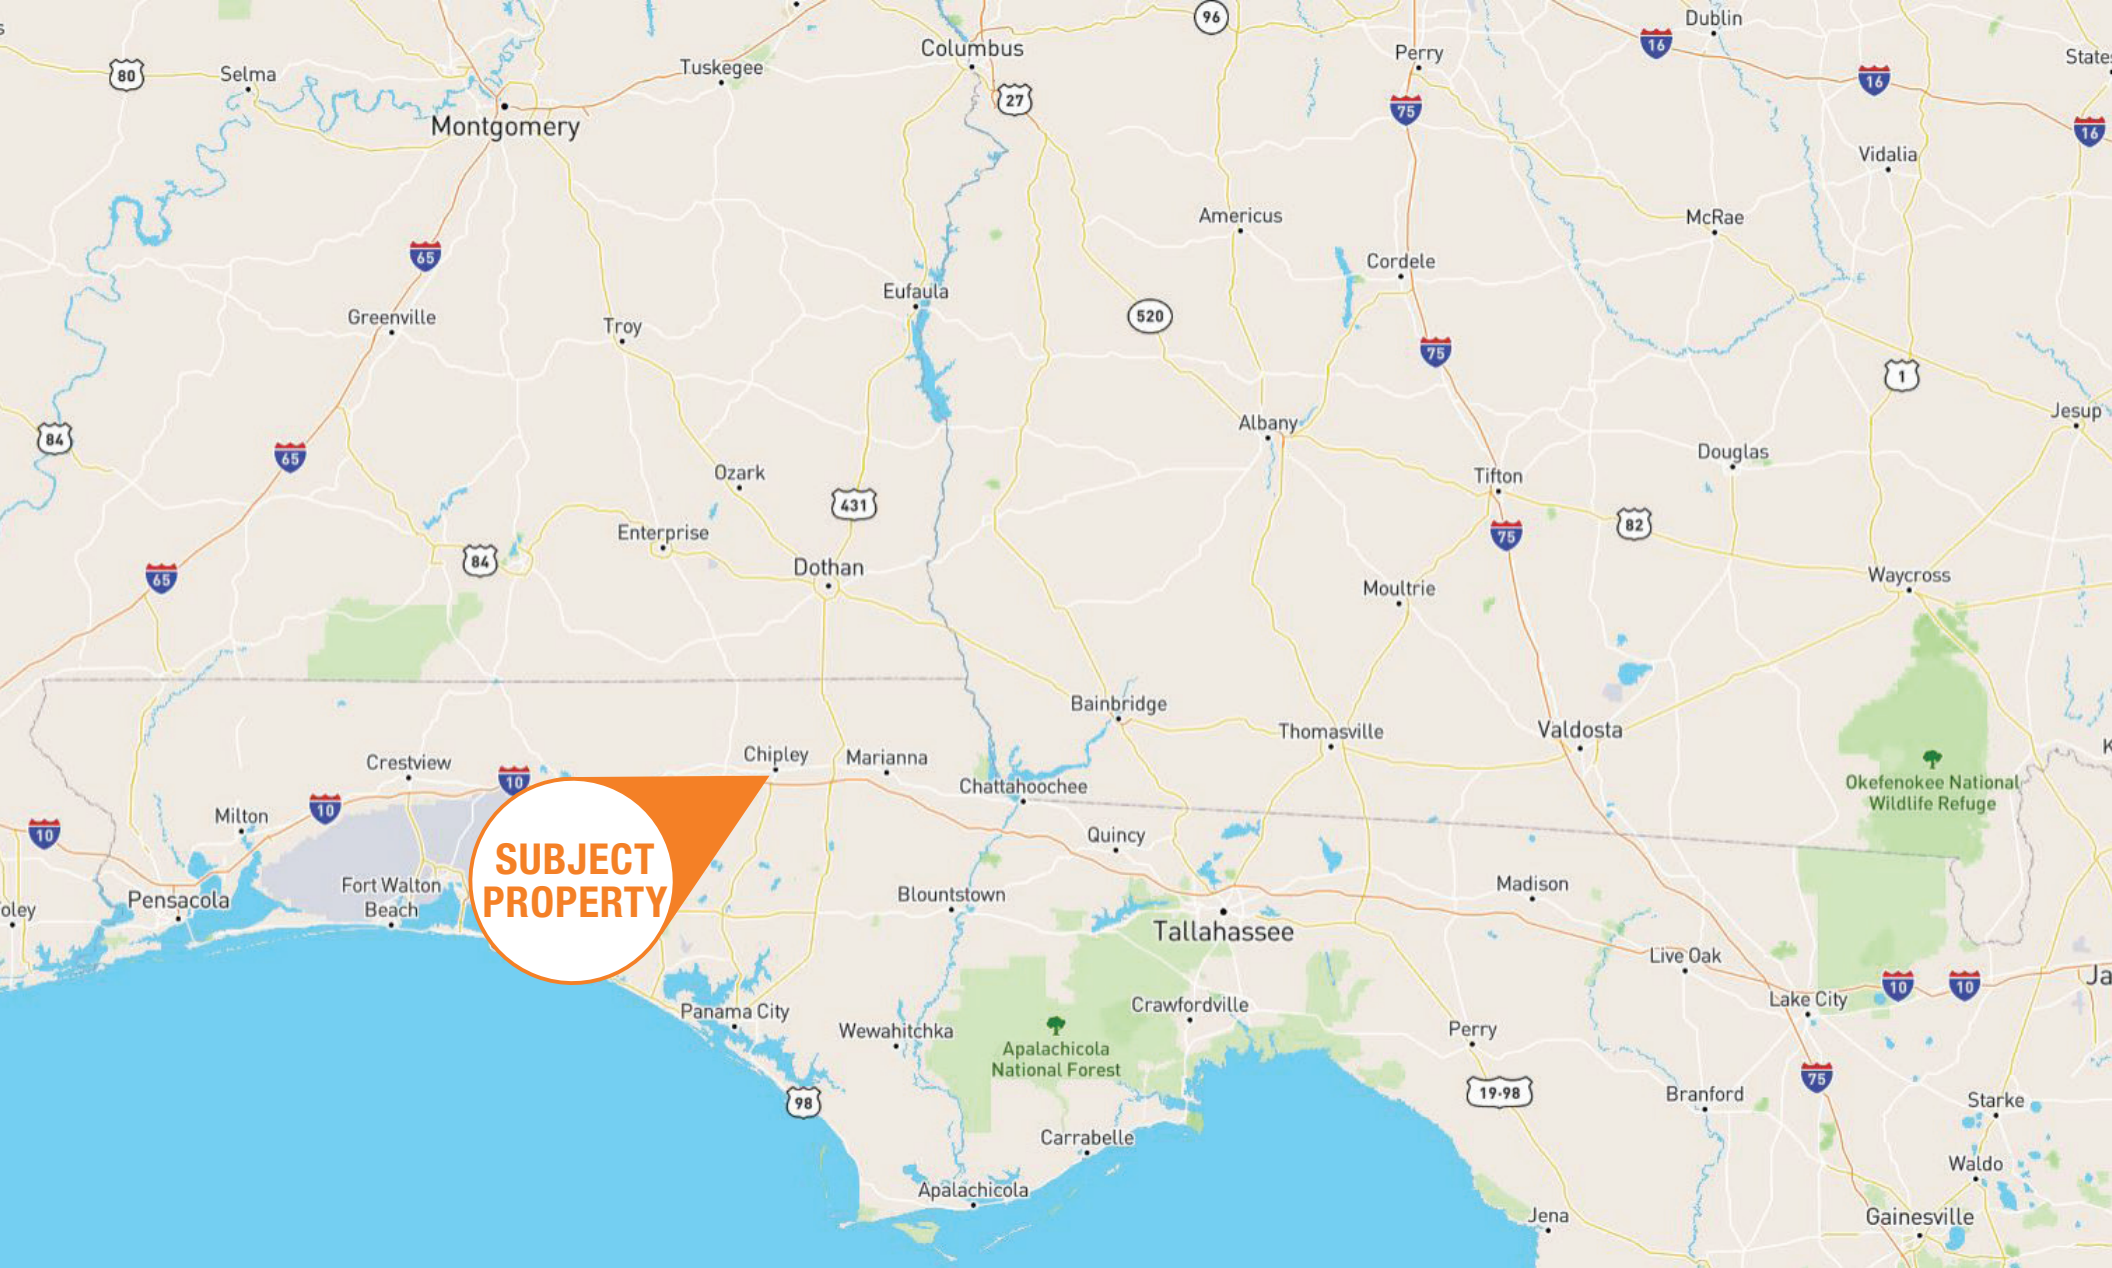 96
Dublin
16
Columbus
Perry
State
80
Selma
Tuskegee
16
27
75
Montgomery
16
Vidalia
Americus
McRae
65
Cordele
Eufaula
Greenville
Troy
520
75
1
Jesup
Albany
84
65
Douglas
Ozark
Tifton
431
82
Enterprise
75
84
Dothan
65
Waycross
Moultrie
Bainbridge
Thomasville
Valdosta
Chipley
Marianna
Crestview
10
Chattahoochee
Okefenokee National
Wildlife Refuge
10
Milton
10
Quincy
SUBJECT
PROPERTY
Fort Walton
Beach
Madison
Blountstown
Pensacola
oley
Tallahassee
Live Oak
Ja
10
10
Lake City
Crawfordville
Panama City
Wewahitchka
Perry
Apalachicola
National Forest
75
19-98
Branford
98
Starke
Carrabelle
Waldo
Apalachicola
Jena
Gainesville